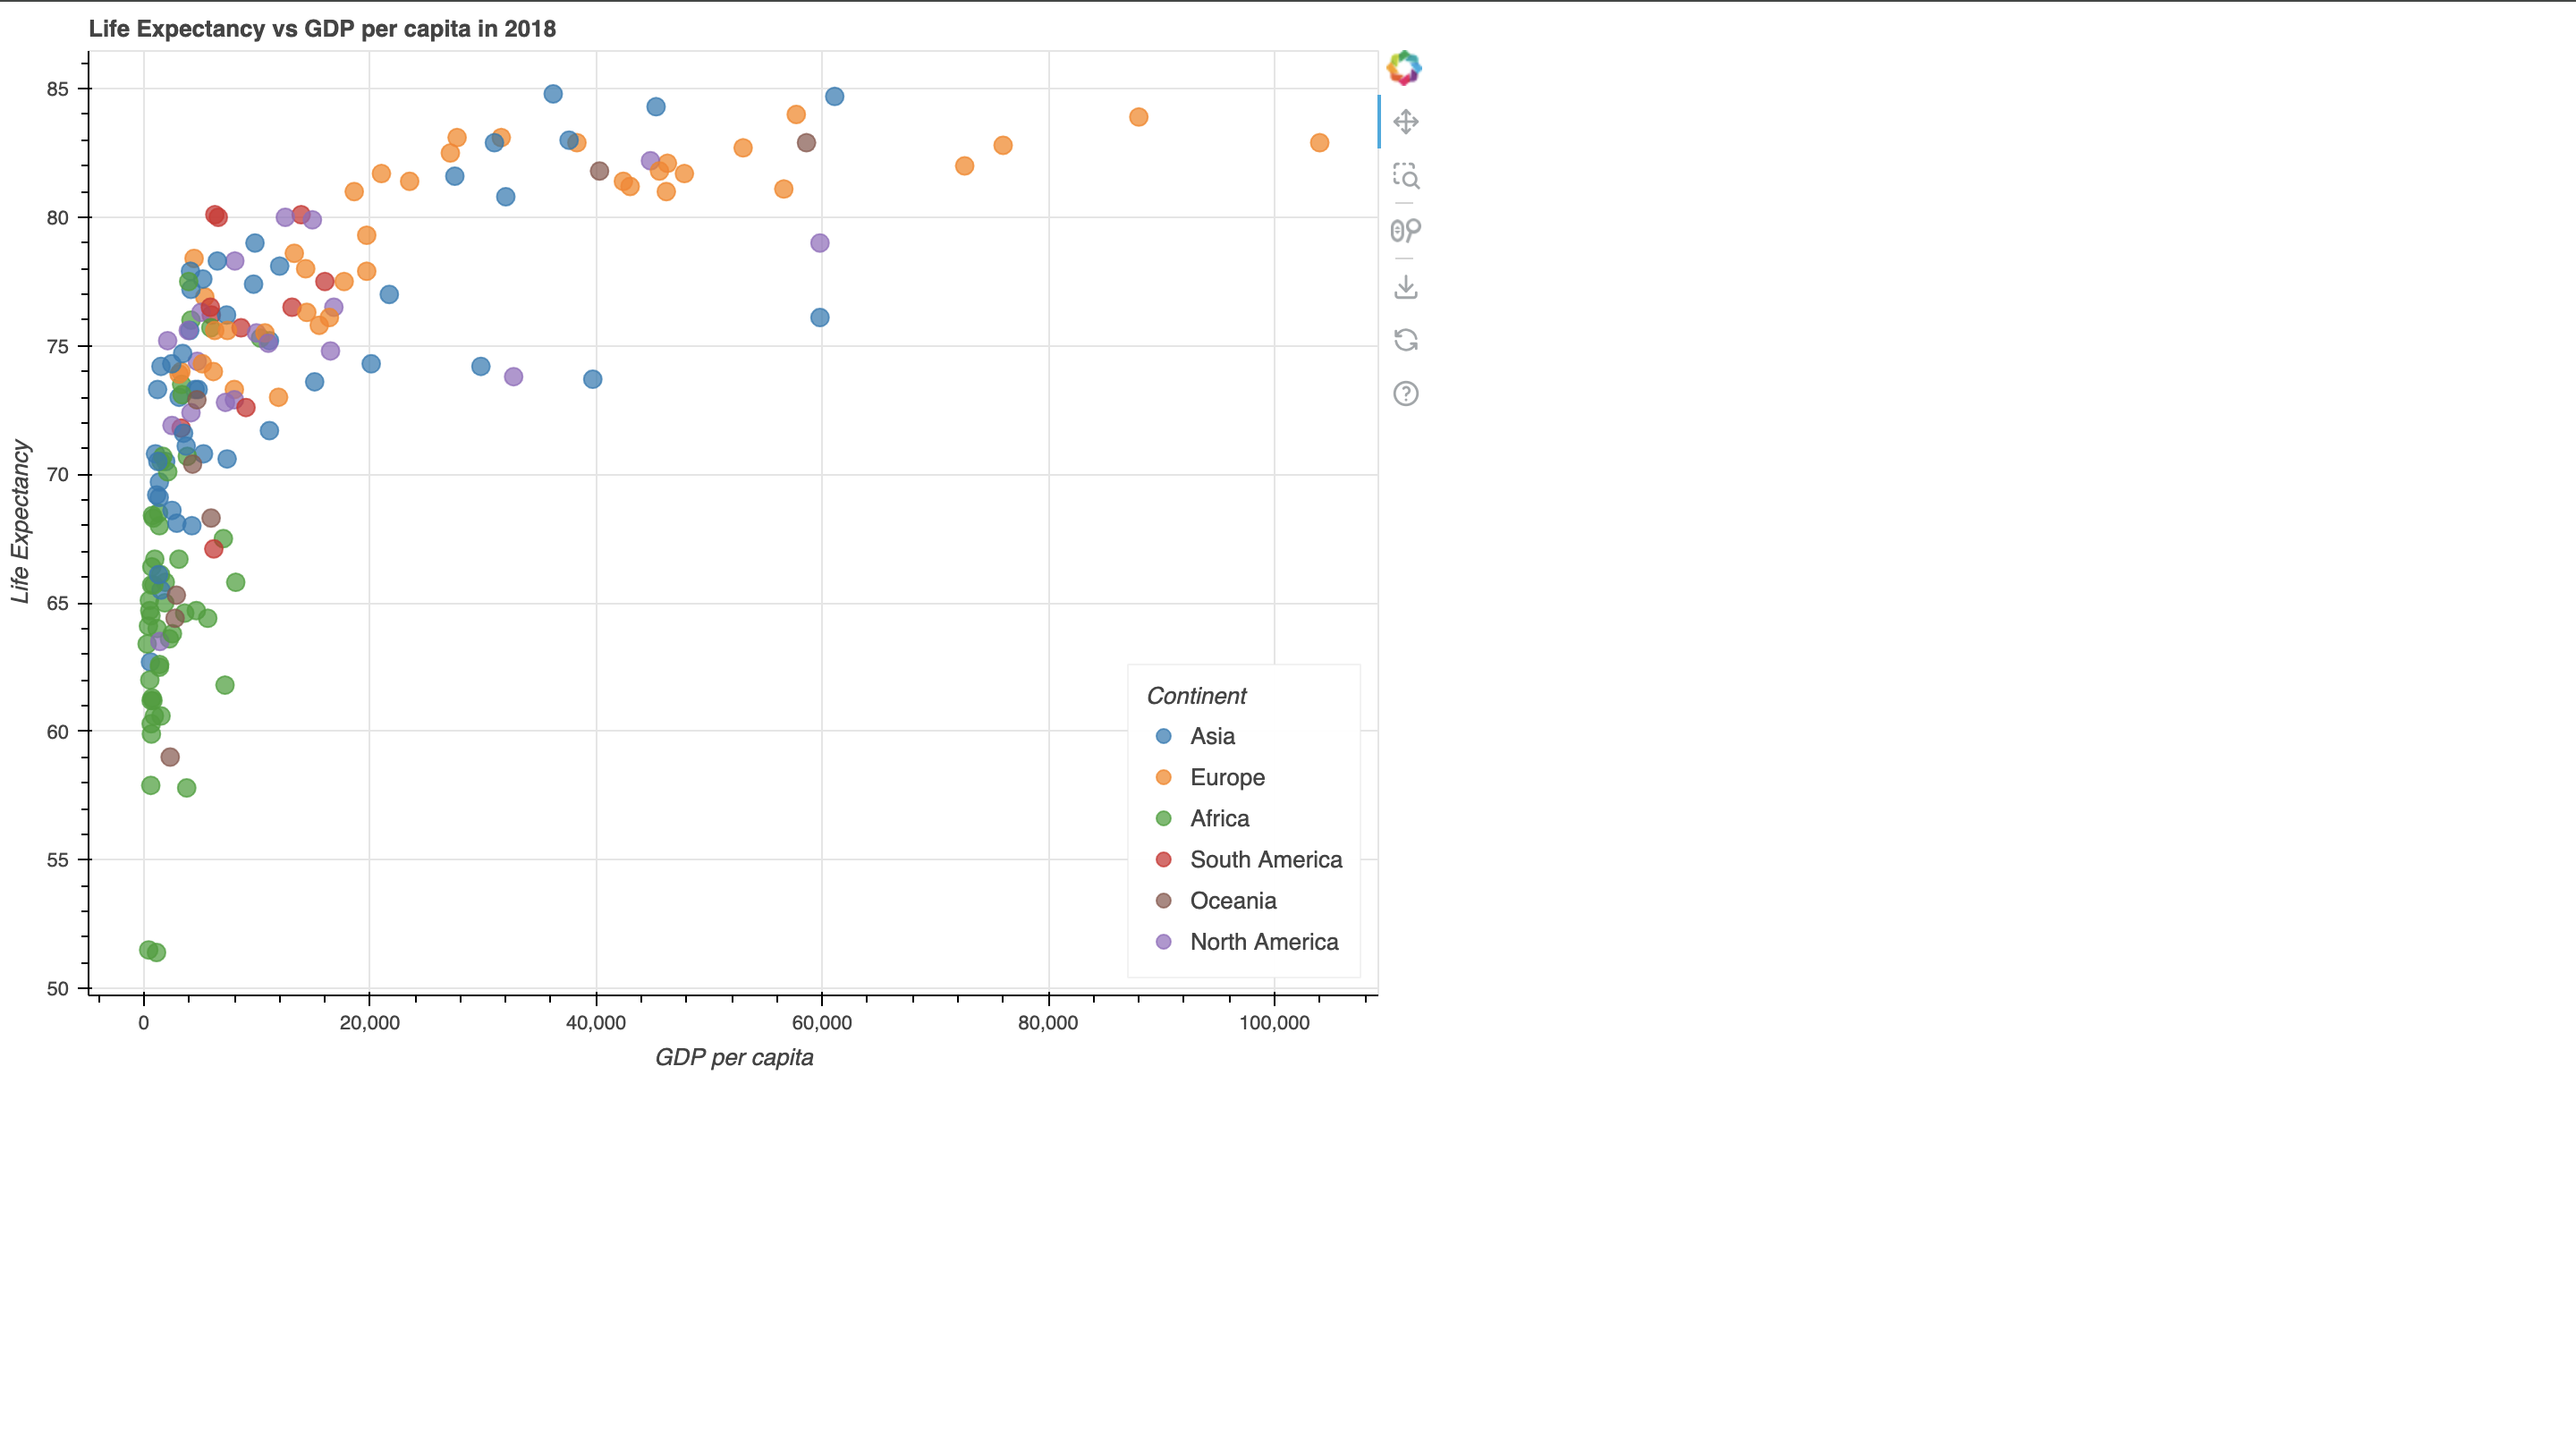 Life Expectancy vs GDP per capita in 2018
85
80
75
70
65
60
55
50
Life Expectancy
Continent
Asia
Europe
Africa
South America
Oceania
North America
0 20,000 40,000 60,000 80,000 100,000
GDP per capita